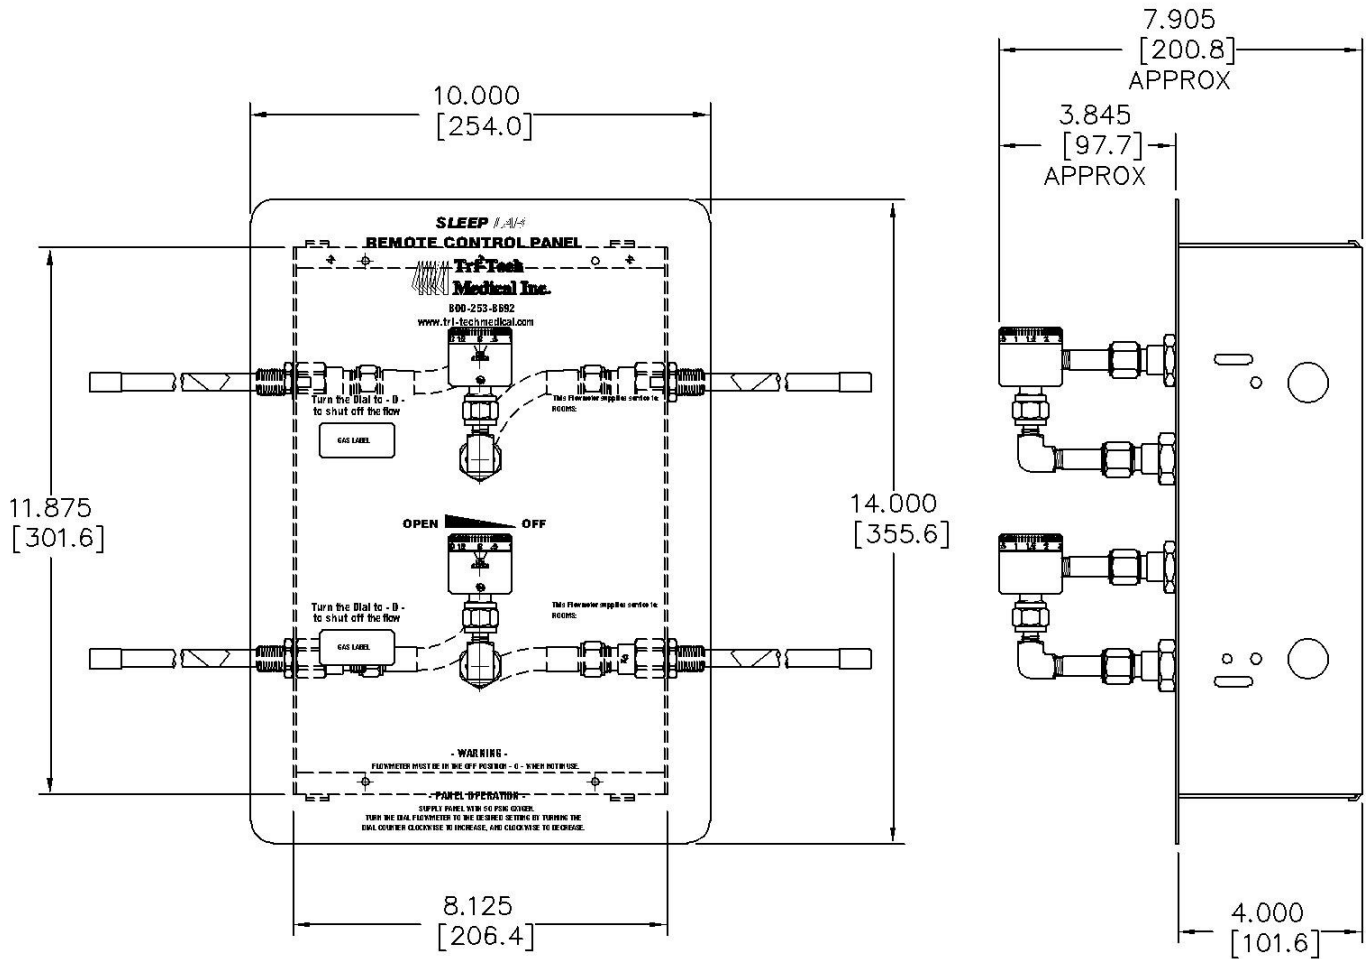 7.905
[200.8]
APPROX
10.000
[254.0]
3.845
[97.7]
APPROX
SLEEP LAB
REMOTE CONTROL PANEL
Tri-Tech
Medical Inc.
800-253-8692
www.tri-techmedical.com
Turn the Dial to - 0 -
to shut off the flow
This Flowmeter supplies service to:
ROOMS:
GAS LABEL
11.875
[301.6]
14.000
[355.6]
OPEN OFF
Turn the Dial to - 0 -
to shut off the flow
This Flowmeter supplies service to:
ROOMS:
GAS LABEL
- WARNING -
FLOWMETER MUST BE IN THE OFF POSITION - 0 - WHEN NOT IN USE.
- PANEL OPERATION -
SUPPLY PANEL WITH 50 PSIG OXYGEN.
TURN THE DIAL FLOWMETER TO THE DESIRED SETTING BY TURNING THE
DIAL COUNTER CLOCKWISE TO INCREASE, AND CLOCKWISE TO DECREASE.
8.125
[206.4]
4.000
[101.6]